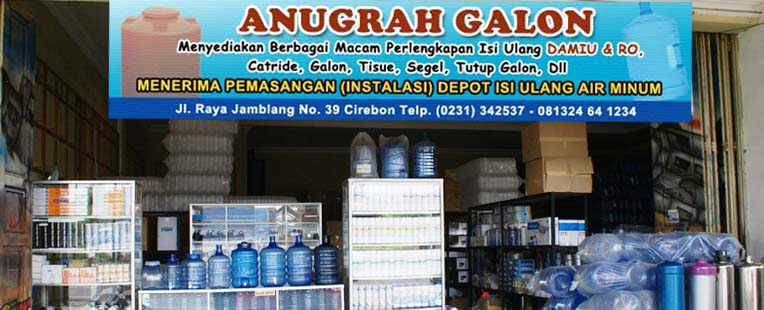 ANUGRAH GALON
Menyediakan Berbagai Macam Perlengkapan Isi Ulang DAMIU & RO,
Catride, Galon, Tisue, Segel, Tutup Galon, Dll
MENERIMA PEMASANGAN (INSTALASI) DEPOT ISI ULANG AIR MINUM
Jl. Raya Jamblang No. 39 Cirebon Telp. (0231) 342537 - 081324 64 1234